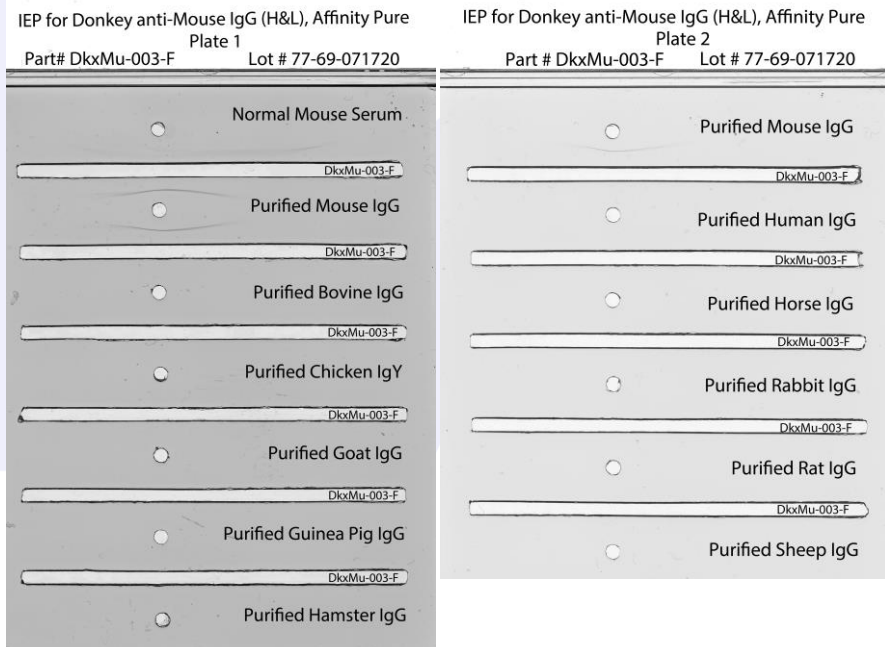 IEP for Donkey anti-Mouse IgG (H&L), Affinity Pure
Plate 1
Part# DkxMu-003-F Lot # 77-69-071720
Normal Mouse Serum
DkxMu-003-F
Purified Mouse IgG
DkxMu-003-F
Purified Bovine IgG
DkxMu-003-F
Purified Chicken IgY
DkxMu-003-F
Purified Goat IgG
DkxMu-003-F
Purified Guinea Pig IgG
DkxMu-003-F
Purified Hamster IgG
IEP for Donkey anti-Mouse IgG (H&L), Affinity Pure
Plate 2
Part # DkxMu-003-F Lot # 77-69-071720
Purified Mouse IgG
DkxMu-003-F
Purified Human IgG
DkxMu-003-F
Purified Horse IgG
DkxMu-003-F
Purified Rabbit IgG
DkxMu-003-F
Purified Rat IgG
DkxMu-003-F
Purified Sheep IgG